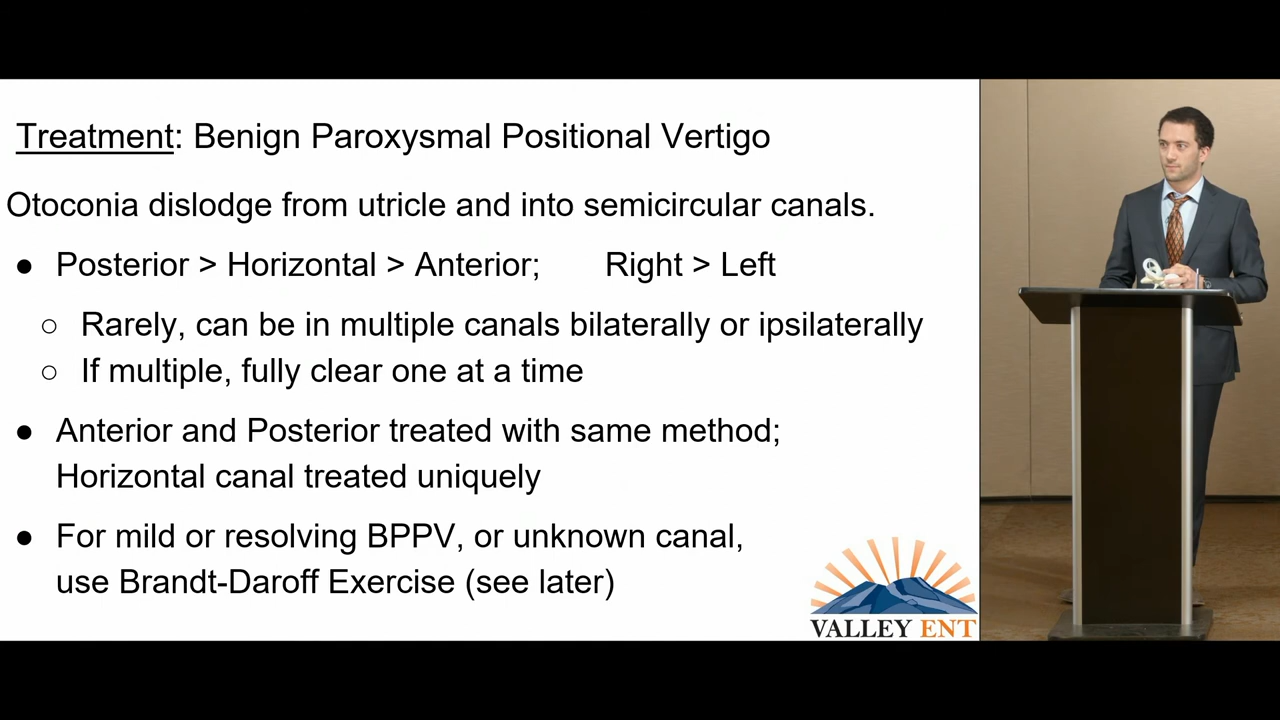 Treatment: Benign Paroxysmal Positional Vertigo
Otoconia dislodge from utricle and into semicircular canals.
● Posterior > Horizontal > Anterior; Right > Left
○ Rarely, can be in multiple canals bilaterally or ipsilaterally
○ If multiple, fully clear one at a time
● Anterior and Posterior treated with same method;
Horizontal canal treated uniquely
● For mild or resolving BPPV, or unknown canal,
use Brandt-Daroff Exercise (see later)
VALLEY ENT